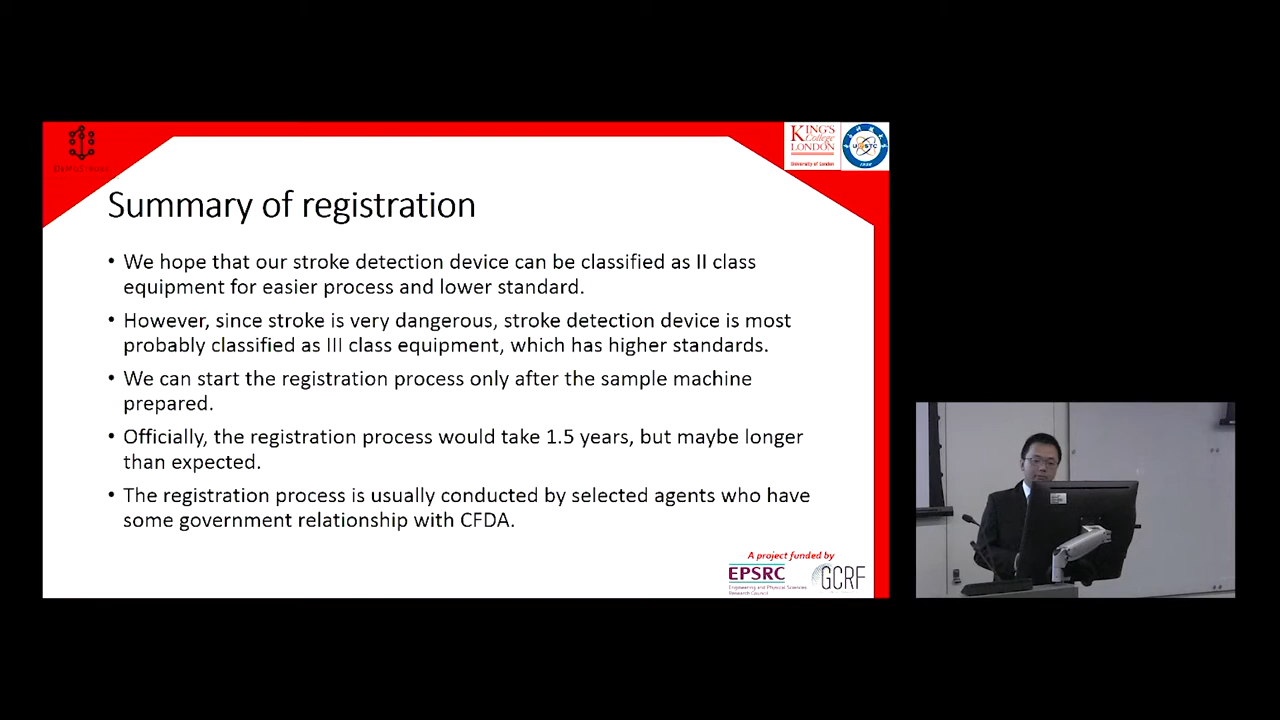 KING'S
College
LONDON
University of London
Summary of registration
• We hope that our stroke detection device can be classified as II class
equipment for easier process and lower standard.
• However, since stroke is very dangerous, stroke detection device is most
probably classified as III class equipment, which has higher standards.
• We can start the registration process only after the sample machine
prepared.
• Officially, the registration process would take 1.5 years, but maybe longer
than expected.
• The registration process is usually conducted by selected agents who have
some government relationship with CFDA.
A project funded by
EPSRC
Engineering and Physical Sciences
Research Council
GCRF